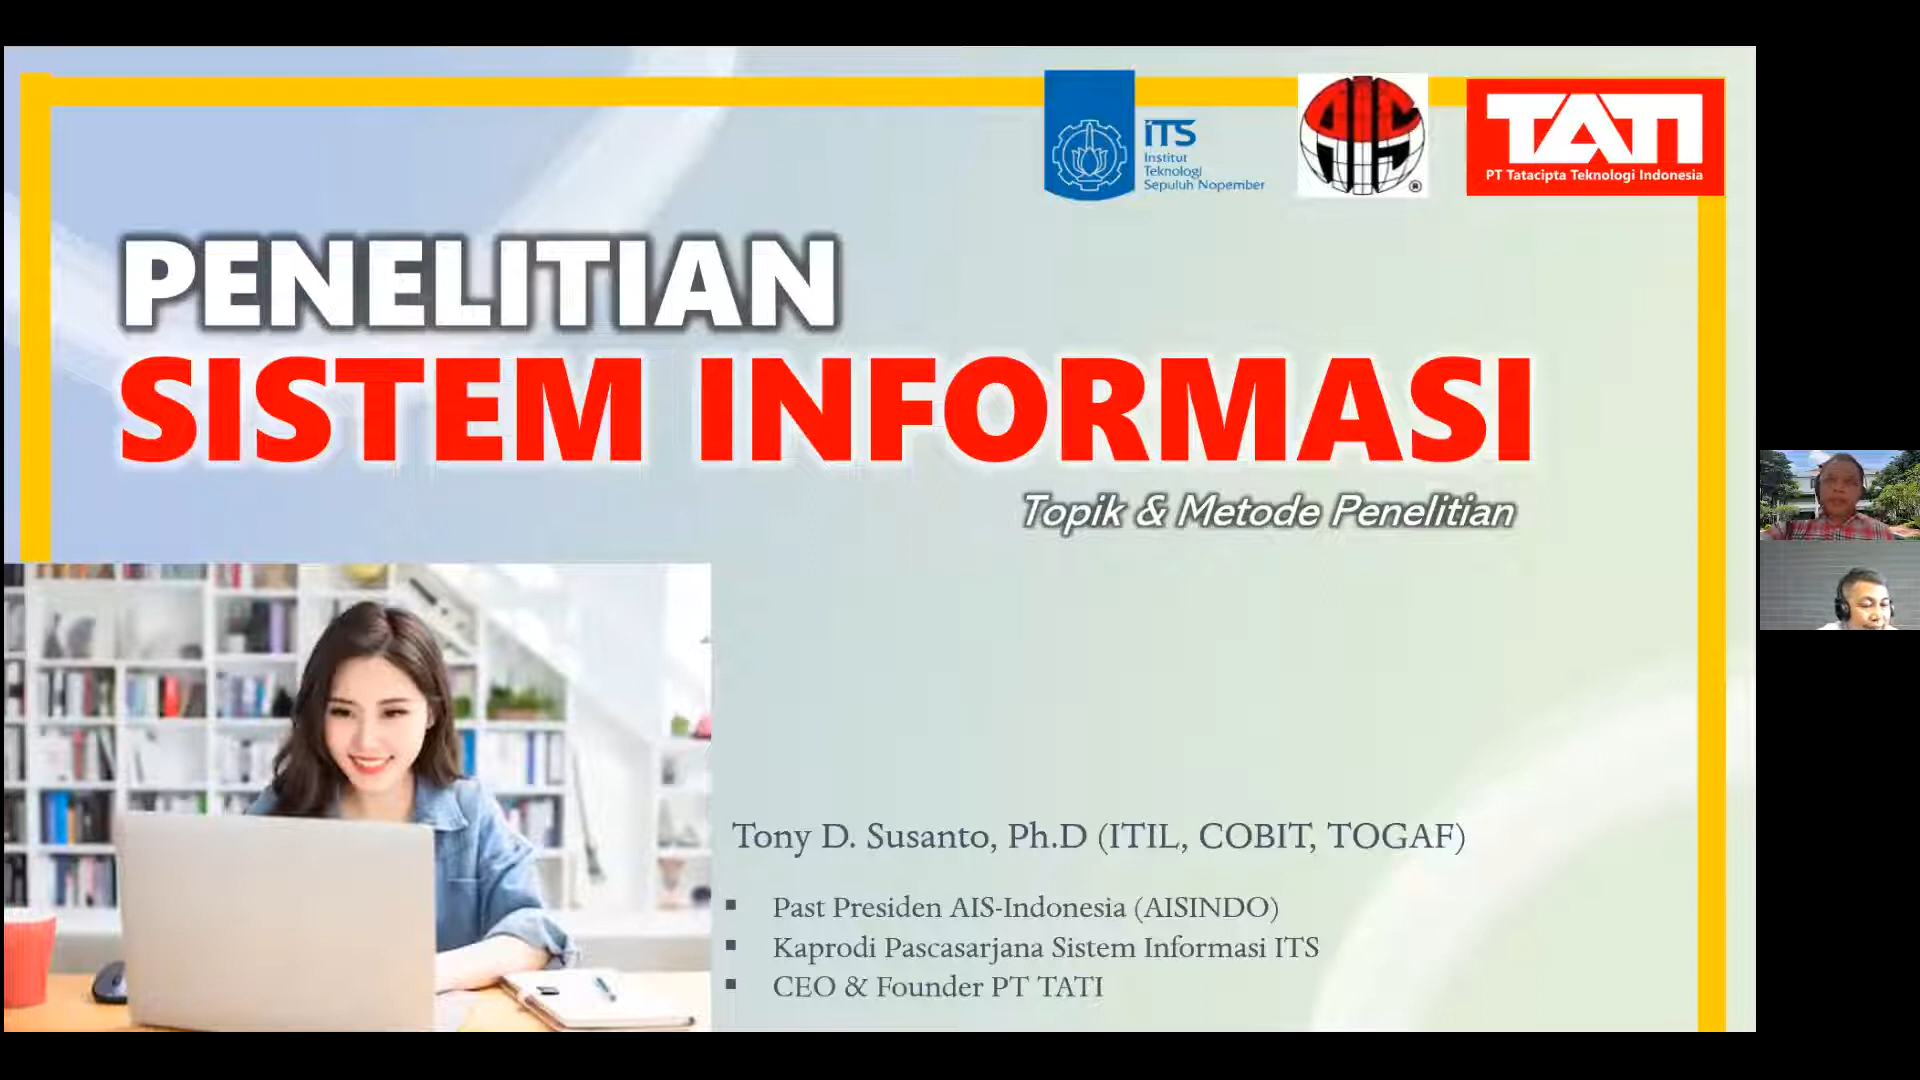 iTS
Institut
Teknologi
Sepuluh Nopember
TATI
PT Tatacipta Teknologi Indonesia
PENELITIAN
SISTEM INFORMASI
Topik & Metode Penelitian
Tony D. Susanto, Ph.D (ITIL, COBIT, TOGAF)
▪ Past Presiden AIS-Indonesia (AISINDO)
▪ Kaprodi Pascasarjana Sistem Informasi ITS
▪ CEO & Founder PT TATI